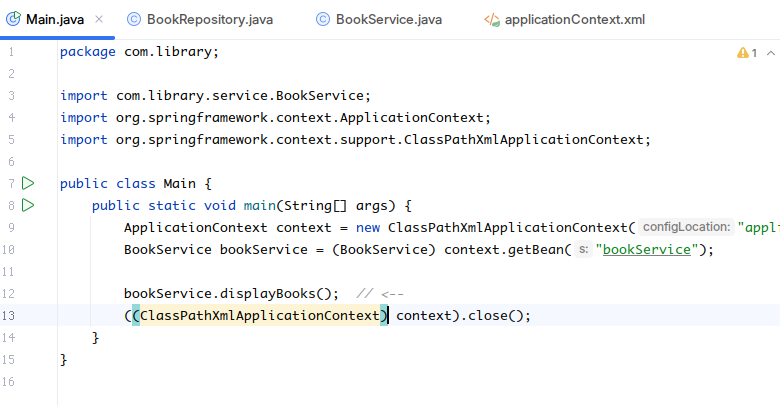 Main.java × BookRepository.java BookService.java applicationContext.xml
1 package com.library; 1
2
3 import com.library.service.BookService;
4 import org.springframework.context.ApplicationContext;
5 import org.springframework.context.support.ClassPathXmlApplicationContext;
6
7 public class Main {
8 public static void main(String[] args) {
9 ApplicationContext context = new ClassPathXmlApplicationContext( configLocation: "appl
10 BookService bookService = (BookService) context.getBean( s: "bookService");
11
12 bookService.displayBooks(); // <--
13 ((ClassPathXmlApplicationContext) context).close();
14 }
15 }
16